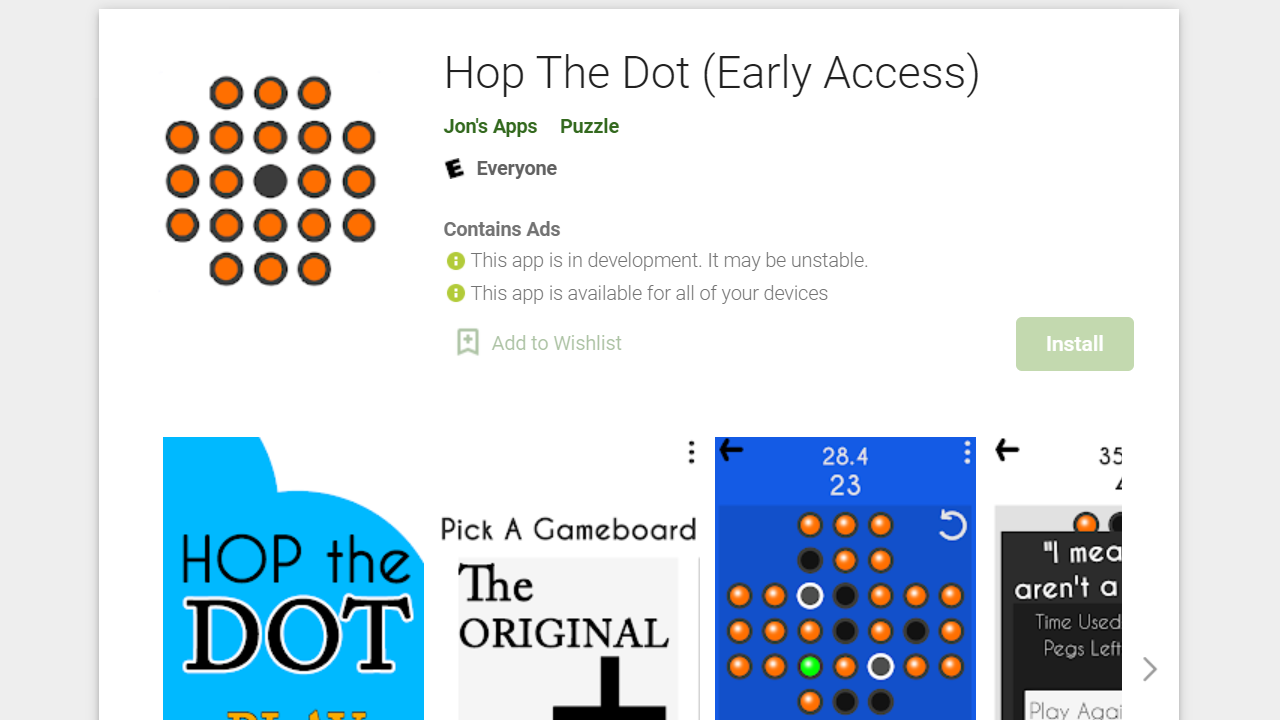 Hop The Dot (Early Access)
Jon's Apps Puzzle
E Everyone
Contains Ads
This app is in development. It may be unstable.
This app is available for all of your devices
Add to Wishlist
Install
HOP the
DOT
PLAY
Pick A Gameboard
The
ORIGINAL
28.4
23
35
"I mea
aren't a
Time Used
Pegs Left
Play Agai